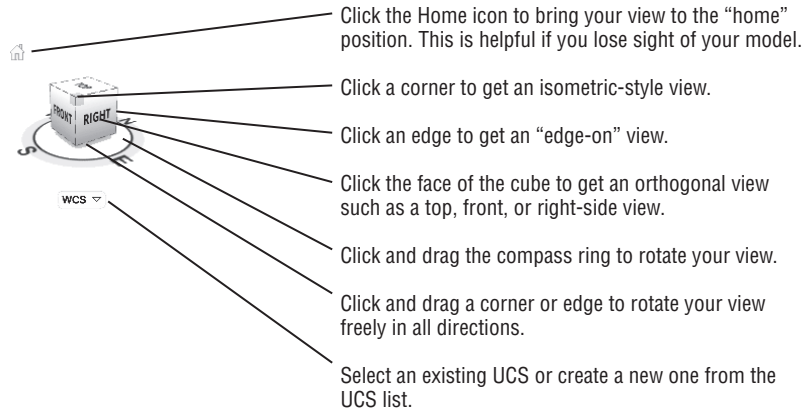 Click the Home icon to bring your view to the “home”
position. This is helpful if you lose sight of your model.
Click a corner to get an isometric-style view.
Click an edge to get an “edge-on” view.
Click the face of the cube to get an orthogonal view
such as a top, front, or right-side view.
Click and drag the compass ring to rotate your view.
Click and drag a corner or edge to rotate your view
freely in all directions.
Select an existing UCS or create a new one from the
UCS list.
TOP
FRONT
RIGHT
N
S
E
WCS